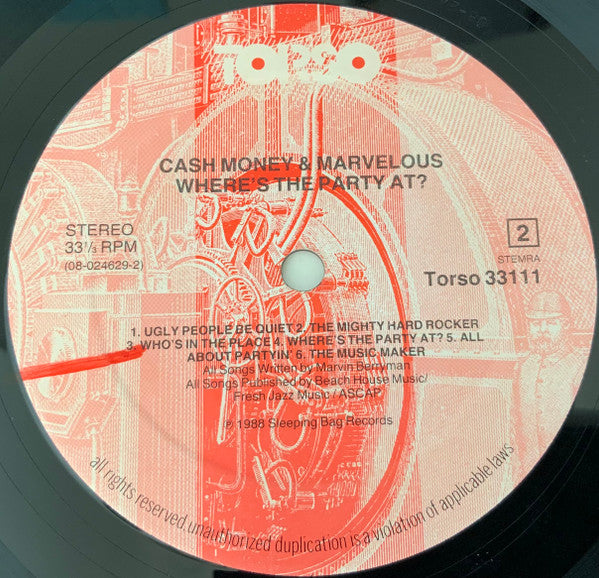 TORSO
CASH MONEY & MARVELOUS
WHERE'S THE PARTY AT?
STEREO
33⅓ RPM
(08-024629-2)
2
STEMRA
Torso 33111
1. UGLY PEOPLE BE QUIET 2. THE MIGHTY HARD ROCKER
3. WHO'S IN THE PLACE 4. WHERE'S THE PARTY AT? 5. ALL
ABOUT PARTYIN' 6. THE MUSIC MAKER
All Songs Written by Marvin Berryman
All Songs Published by Beach House Music/
Fresh Jazz Music / ASCAP
℗ 1988 Sleeping Bag Records
all rights reserved unauthorized duplication is a violation of applicable laws